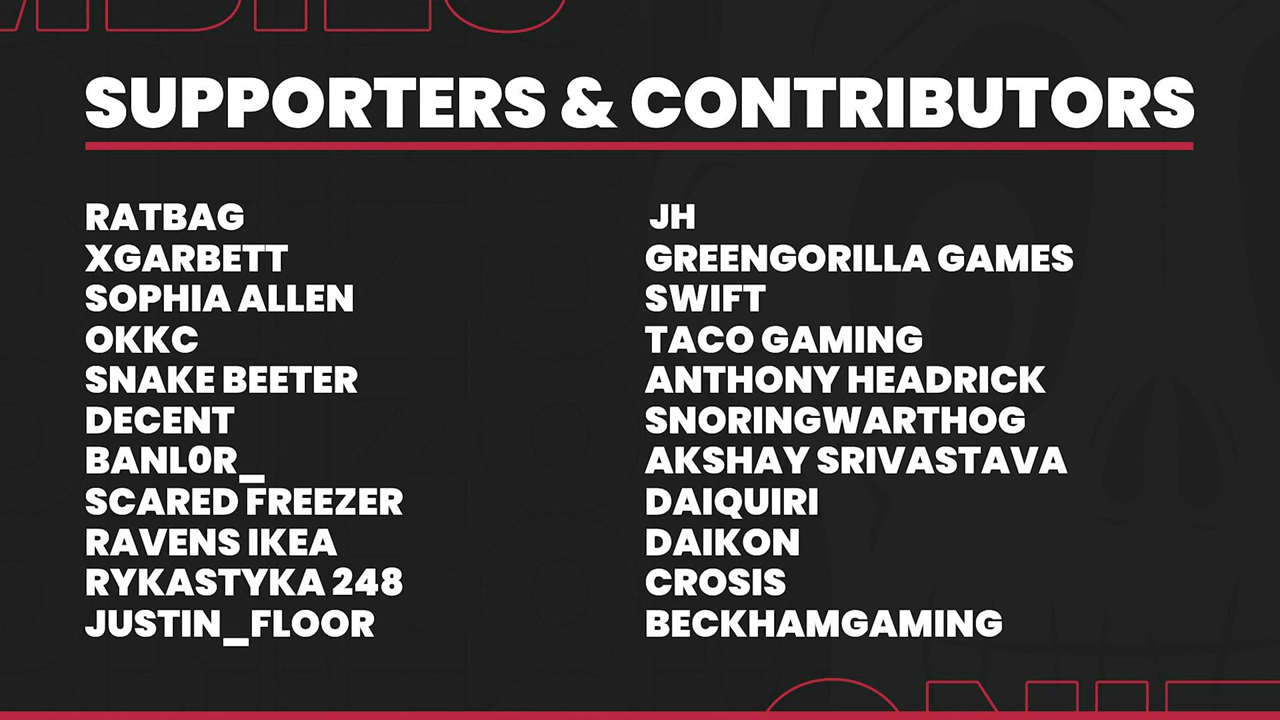 SUPPORTERS & CONTRIBUTORS
RATBAG
XGARBETT
SOPHIA ALLEN
OKKC
SNAKE BEETER
DECENT
BANL0R_
SCARED FREEZER
RAVENS IKEA
RYKASTYKA 248
JUSTIN_FLOOR
JH
GREENGORILLA GAMES
SWIFT
TACO GAMING
ANTHONY HEADRICK
SNORINGWARTHOG
AKSHAY SRIVASTAVA
DAIQUIRI
DAIKON
CROSIS
BECKHAMGAMING